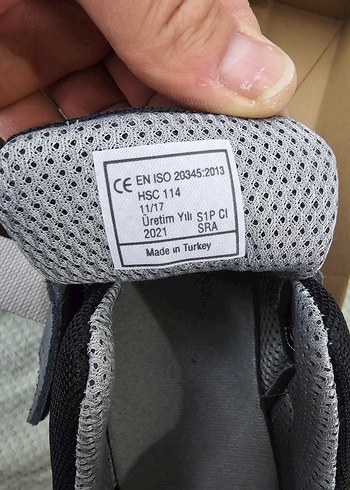 CE EN ISO 20345:2013
HSC 114
11/17
Üretim Yılı S1P CI
2021 SRA
Made in Turkey